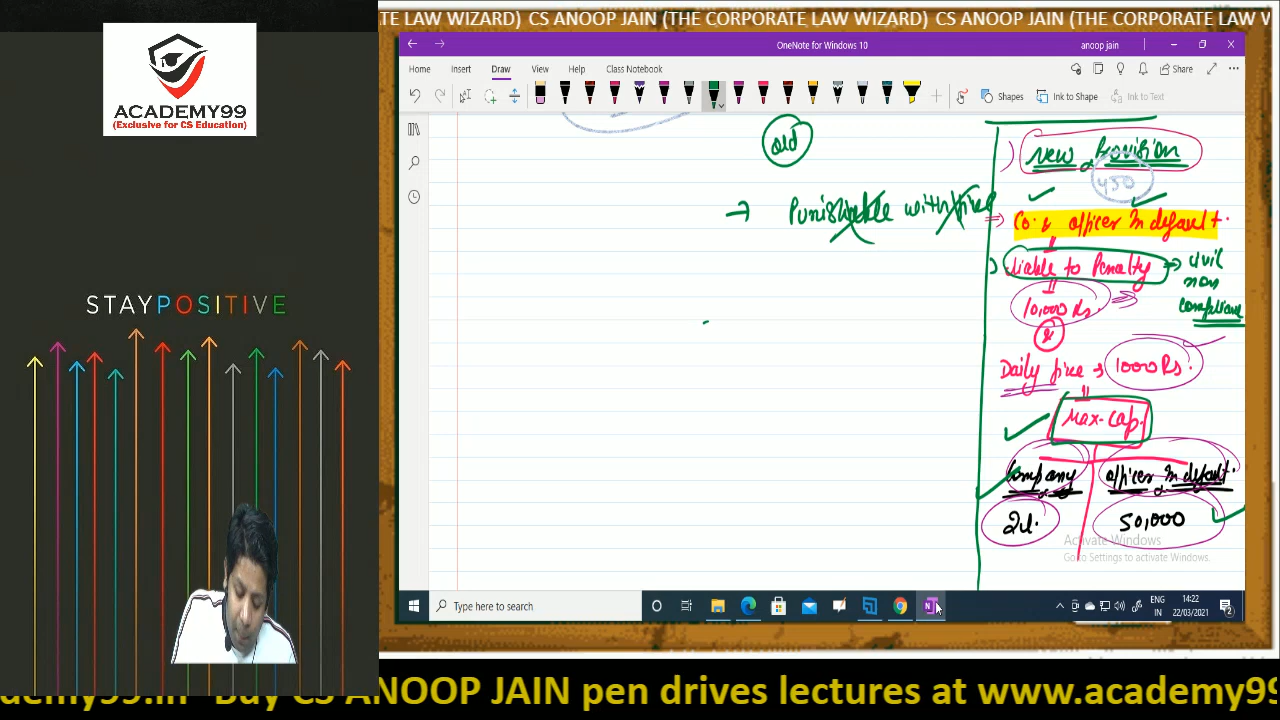 TE LAW WIZARD) CS ANOOP JAIN (THE CORPORATE LAW WIZARD) CS ANOOP JAIN (THE CORPORATE LAW W
ACADEMY99
(Exclusive for CS Education)
STAYPOSITIVE
OneNote for Windows 10
anoop jain
Home Insert Draw View Help Class Notebook
Share
Shapes Ink to Shape Ink to Text
old
→ Punishable with fine
New Provision
450
⇒ Co. & officer in default.
liable to Penalty → civil
non
compliance
10,000 Rs. ⇒
&
Daily fine → 1000 Rs.
Max. Cap.
Company officer in default.
2L. 50,000
Activate Windows
Go to Settings to activate Windows.
Type here to search
ENG
IN
14:22
22/03/2021
2
ademy99.in Buy CS ANOOP JAIN pen drives lectures at www.academy99